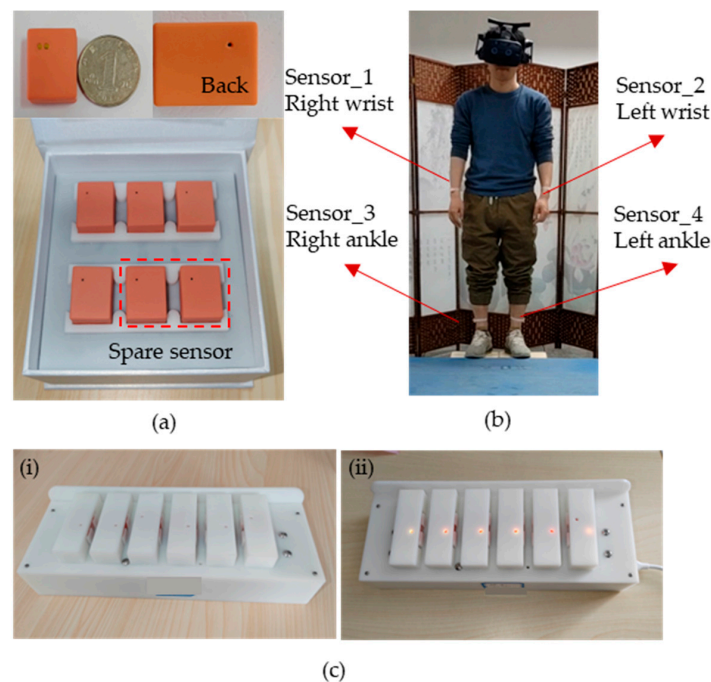 Back
Spare sensor
(a)
Sensor_1
Right wrist
Sensor_2
Left wrist
Sensor_3
Right ankle
Sensor_4
Left ankle
(b)
(i)
(ii)
(c)